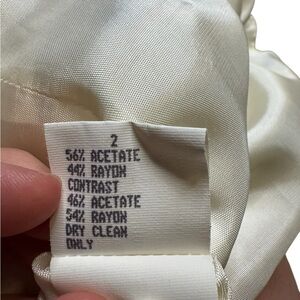 2
56% ACETATE
44% RAYON
CONTRAST
46% ACETATE
54% RAYON
DRY CLEAN
ONLY